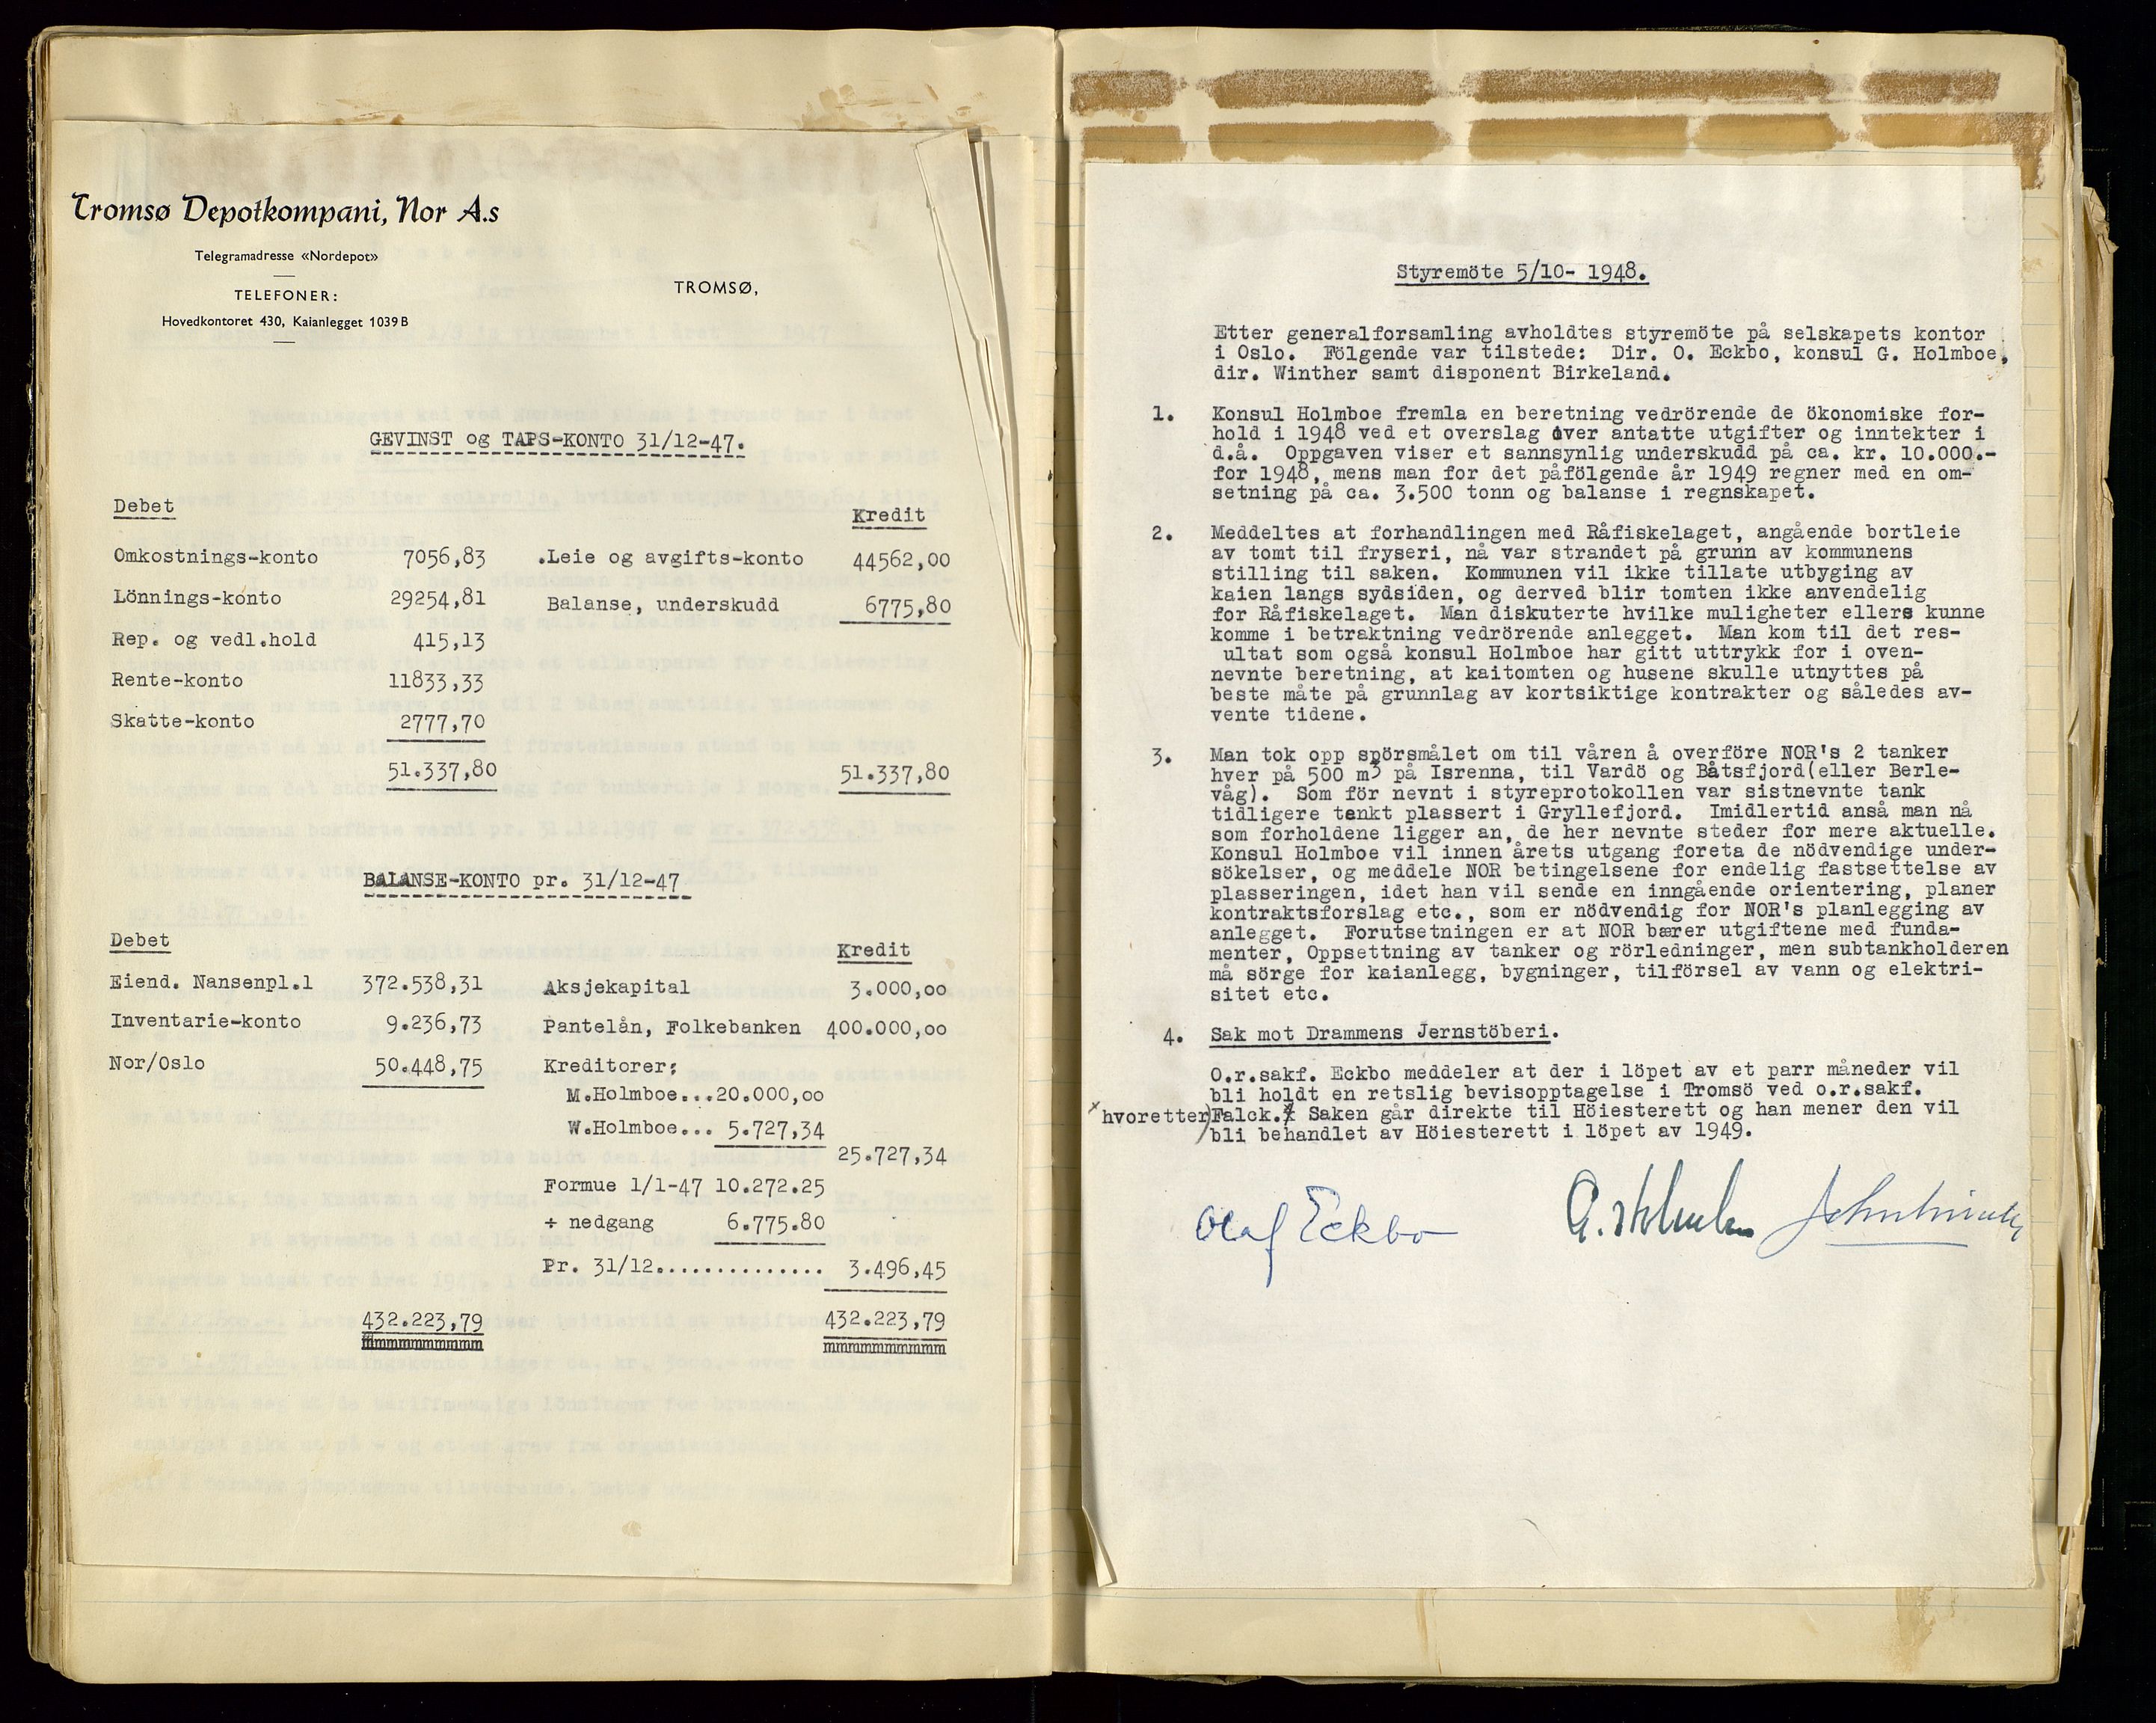 Tromsø Depotkompani, Nor A.s
Telegramadresse «Nordepot»
TELEFONER:
Hovedkontoret 430, Kaianlegget 1039 B
TROMSØ,
GEVINST og TAPS-KONTO 31/12-47.
Debet
Kredit
Omkostnings-konto 7056,83 .Leie og avgifts-konto 44562,00
Lönnings-konto 29254,81 Balanse, underskudd 6775,80
Rep. og vedl.hold 415,13
Rente-konto 11833,33
Skatte-konto 2777,70
51.337,80 51.337,80
BALANSE-KONTO pr. 31/12-47
Debet
Kredit
Eiend. Nansenpl.1 372.538,31 Aksjekapital 3.000,oo
Inventarie-konto 9.236,73 Pantelån, Folkebanken 400.000,oo
Nor/Oslo 50.448,75 Kreditorer:
M.Holmboe...20.000,oo
W.Holmboe... 5.727,34
25.727,34
Formue 1/1-47 10.272.25
÷ nedgang 6.775.80
Pr. 31/12.............. 3.496,45
432.223,79 432.223,79
Styremöte 5/10- 1948.
Etter generalforsamling avholdtes styremöte på selskapets kontor
i Oslo. Fölgende var tilstede: Dir. O. Eckbo, konsul G. Holmboe,
dir. Winther samt disponent Birkeland.
1. Konsul Holmboe fremla en beretning vedrörende de ökonomiske for-
hold i 1948 ved et overslag over antatte utgifter og inntekter i
d.å. Oppgaven viser et sannsynlig underskudd på ca. kr. 10.000.-
for 1948, mens man for det påfölgende år 1949 regner med en om-
setning på ca. 3.500 tonn og balanse i regnskapet.
2. Meddeltes at forhandlingen med Råfiskelaget, angående bortleie
av tomt til fryseri, nå var strandet på grunn av kommunens
stilling til saken. Kommunen vil ikke tillate utbyging av
kaien langs sydsiden, og derved blir tomten ikke anvendelig
for Råfiskelaget. Man diskuterte hvilke muligheter ellers kunne
komme i betraktning vedrörende anlegget. Man kom til det res-
ultat som også konsul Holmboe har gitt uttrykk for i oven-
nevnte beretning, at kaitomten og husene skulle utnyttes på
beste måte på grunnlag av kortsiktige kontrakter og således av-
vente tidene.
3. Man tok opp spörsmålet om til våren å overföre NOR's 2 tanker
hver på 500 m³ på Isrenna, til Vardö og Båtsfjord(eller Berle-
våg). Som för nevnt i styreprotokollen var sistnevnte tank
tidligere tenkt plassert i Gryllefjord. Imidlertid anså man nå
som forholdene ligger an, de her nevnte steder for mere aktuelle.
Konsul Holmboe vil innen årets utgang foreta de nödvendige under-
sökelser, og meddele NOR betingelsene for endelig fastsettelse av
plasseringen, idet han vil sende en inngående orientering, planer
kontraktsforslag etc., som er nödvendig for NOR's planlegging av
anlegget. Forutsetningen er at NOR bærer utgiftene med funda-
menter, Oppsettning av tanker og rörledninger, men subtankholderen
må sörge for kaianlegg, bygninger, tilförsel av vann og elektri-
sitet etc.
4. Sak mot Drammens Jernstöberi.
O.r.sakf. Eckbo meddeler at der i löpet av et parr måneder vil
bli holdt en retslig bevisopptagelse i Tromsö ved o.r.sakf.
x hvoretter)Falck.x Saken går direkte til Höiesterett og han mener den vil
bli behandlet av Höiesterett i löpet av 1949.
Olaf Eckbo G. Holmboe